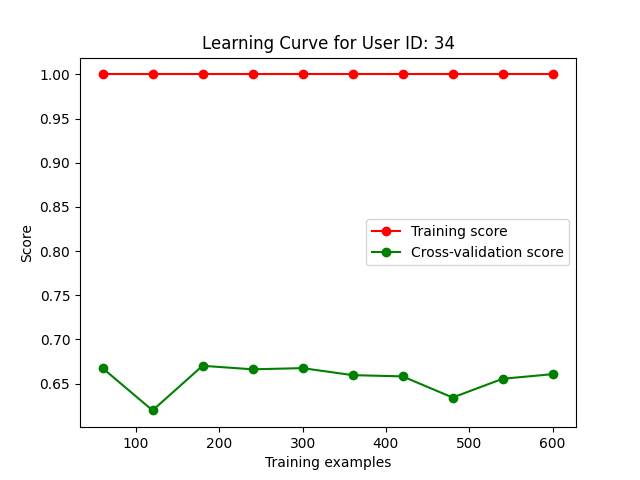 Learning Curve for User ID: 34
1.00
0.95
0.90
0.85
0.80
0.75
0.70
0.65
Score
Training score
Cross-validation score
100 200 300 400 500 600
Training examples